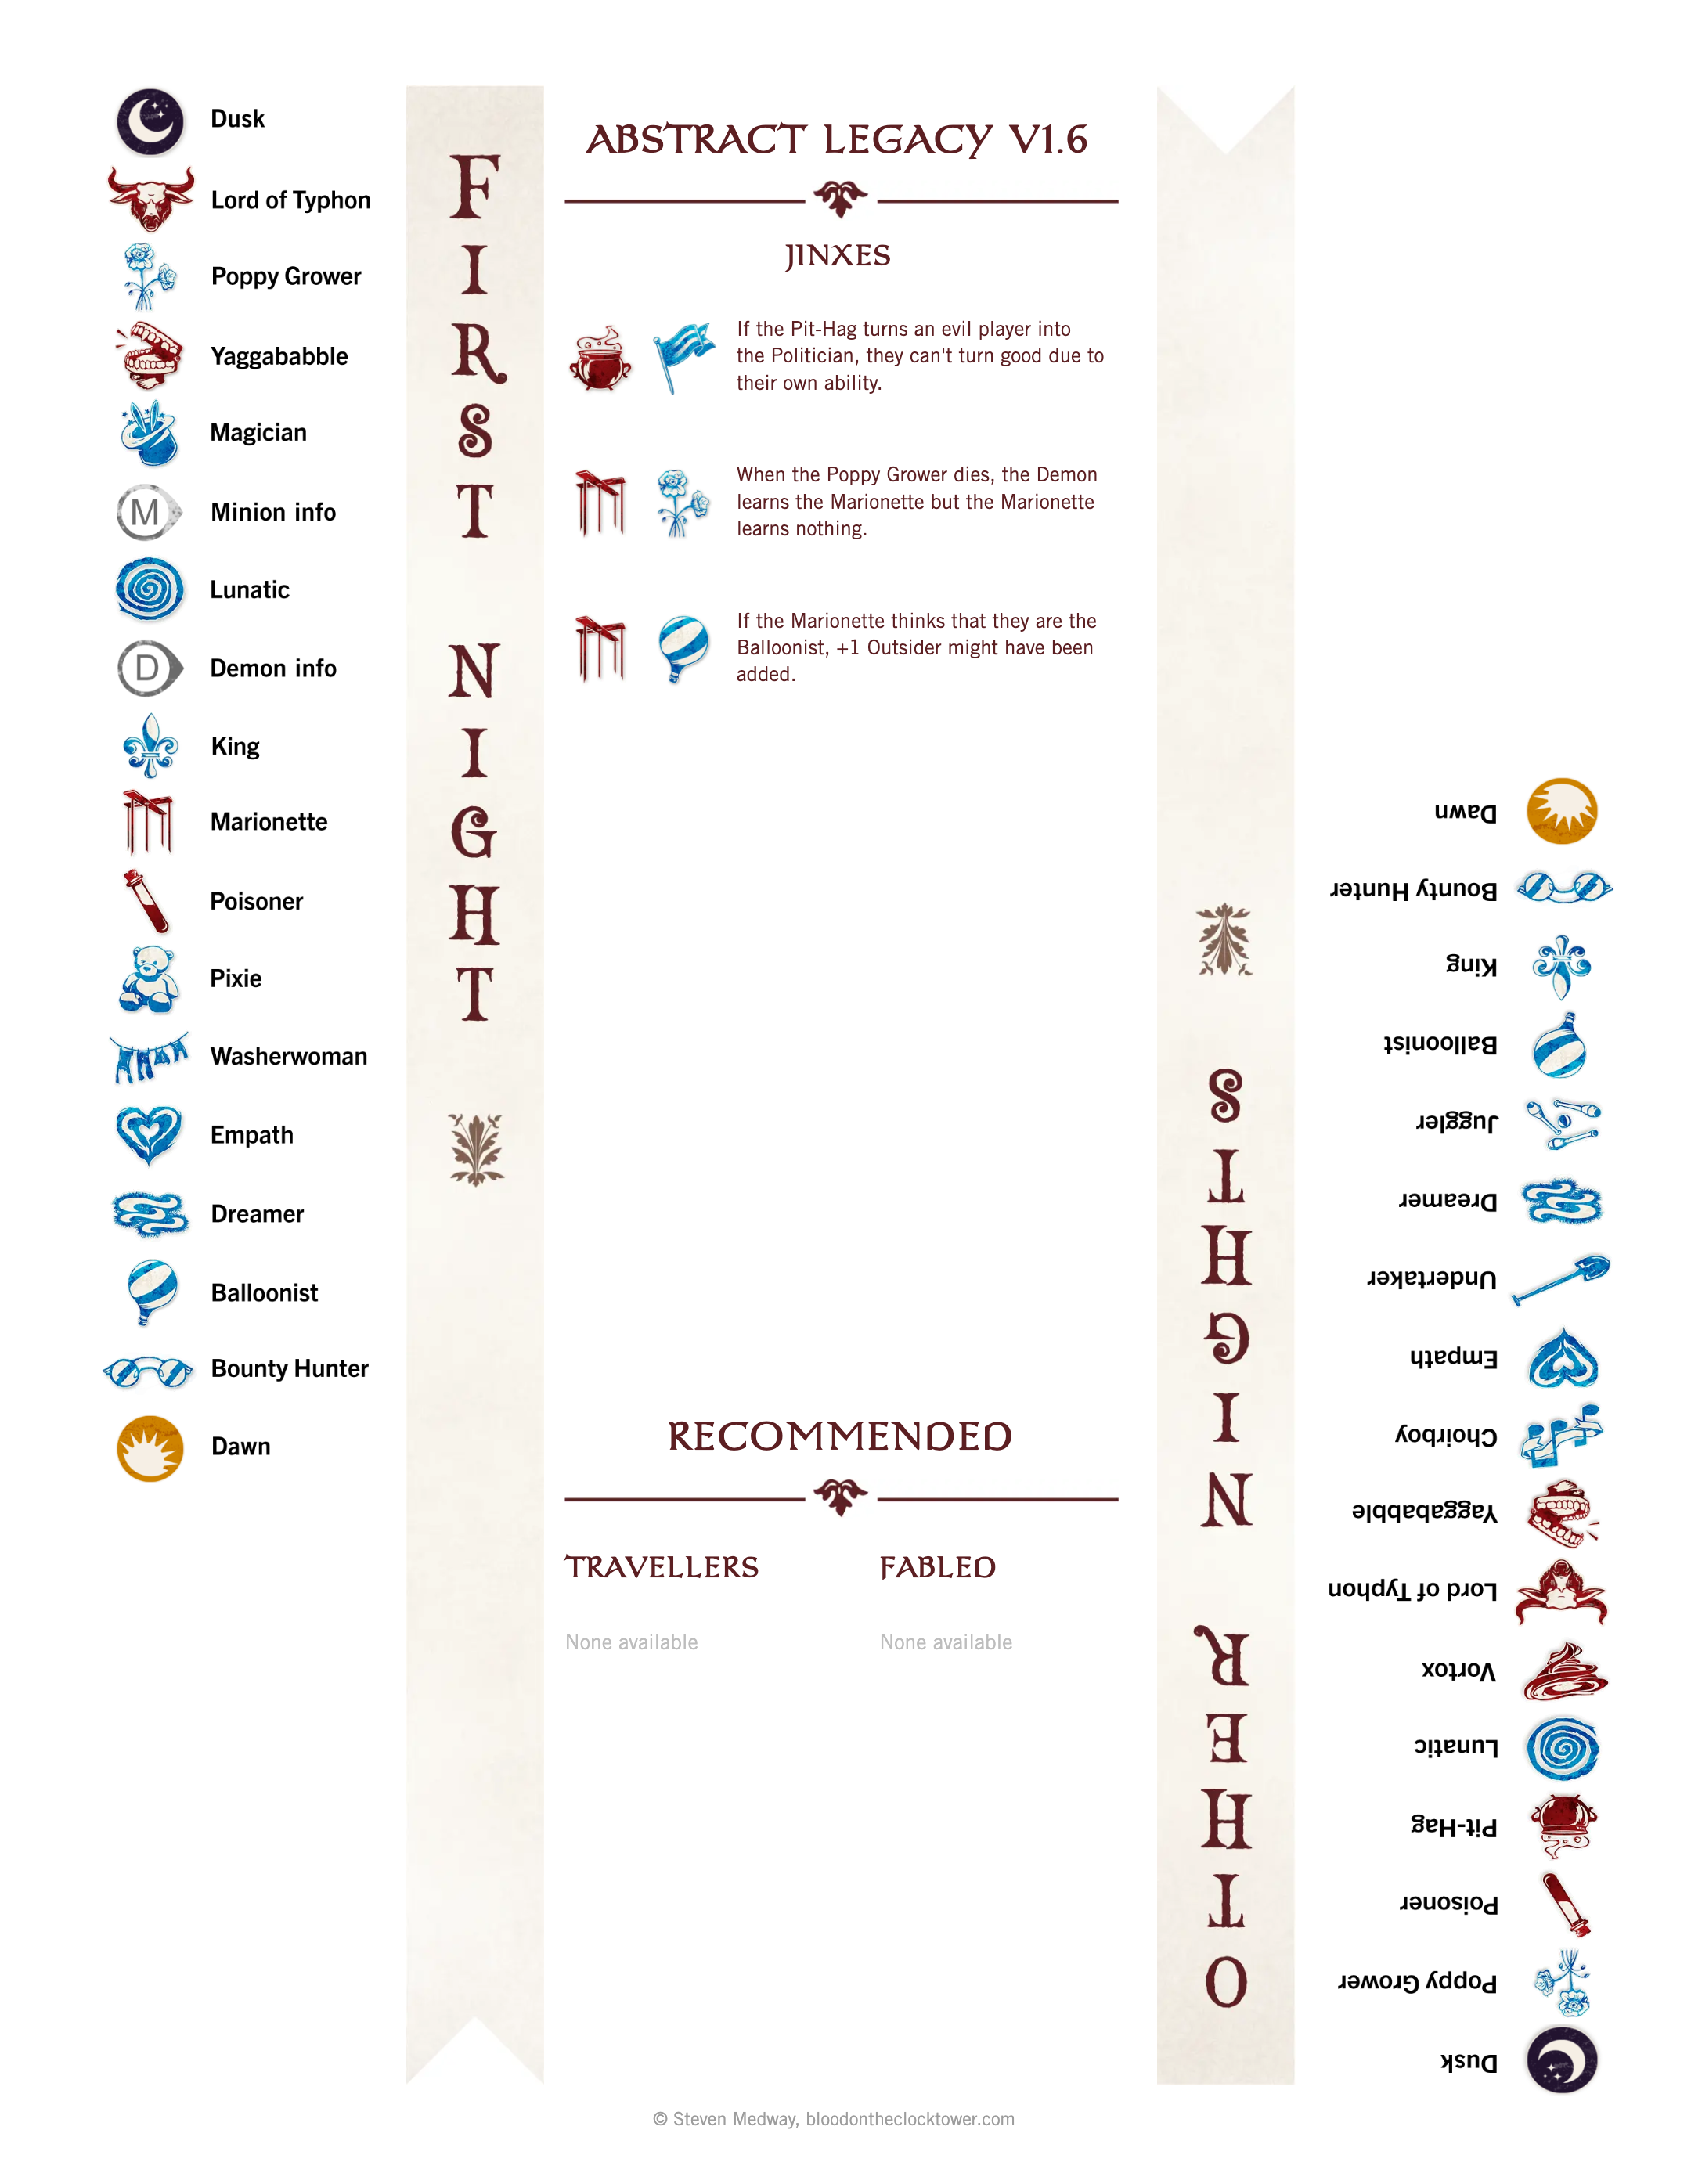 Dusk
Lord of Typhon
Poppy Grower
Yaggababble
Magician
M
Minion info
Lunatic
D
Demon info
King
Marionette
Poisoner
Pixie
Washerwoman
Empath
Dreamer
Balloonist
Bounty Hunter
Dawn
FIRST NIGHT
ABSTRACT LEGACY V1.6
JINXES
If the Pit-Hag turns an evil player into
the Politician, they can't turn good due to
their own ability.
When the Poppy Grower dies, the Demon
learns the Marionette but the Marionette
learns nothing.
If the Marionette thinks that they are the
Balloonist, +1 Outsider might have been
added.
RECOMMENDED
TRAVELLERS
FABLED
None available
None available
OTHER NIGHTS
Dusk
Poppy Grower
Poisoner
Pit-Hag
Lunatic
Vortox
Lord of Typhon
Yaggababble
Choirboy
Empath
Undertaker
Dreamer
Juggler
Balloonist
King
Bounty Hunter
Dawn
© Steven Medway, bloodontheclocktower.com